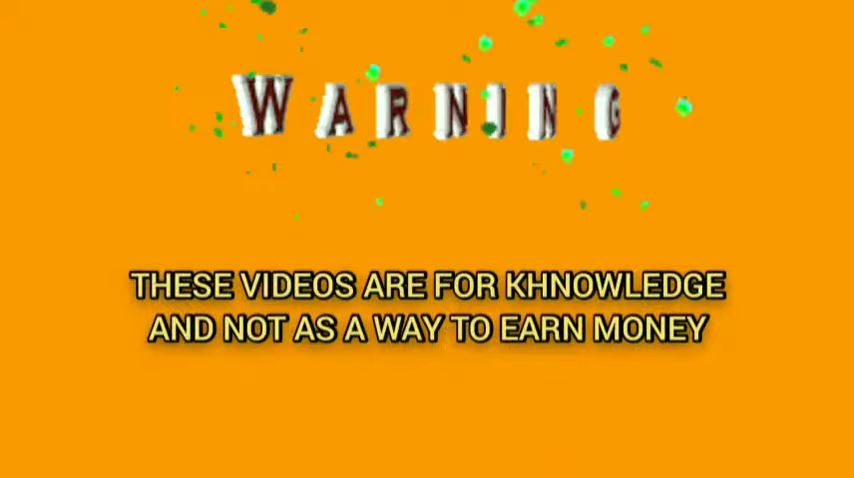 WARNING
THESE VIDEOS ARE FOR KHNOWLEDGE
AND NOT AS A WAY TO EARN MONEY